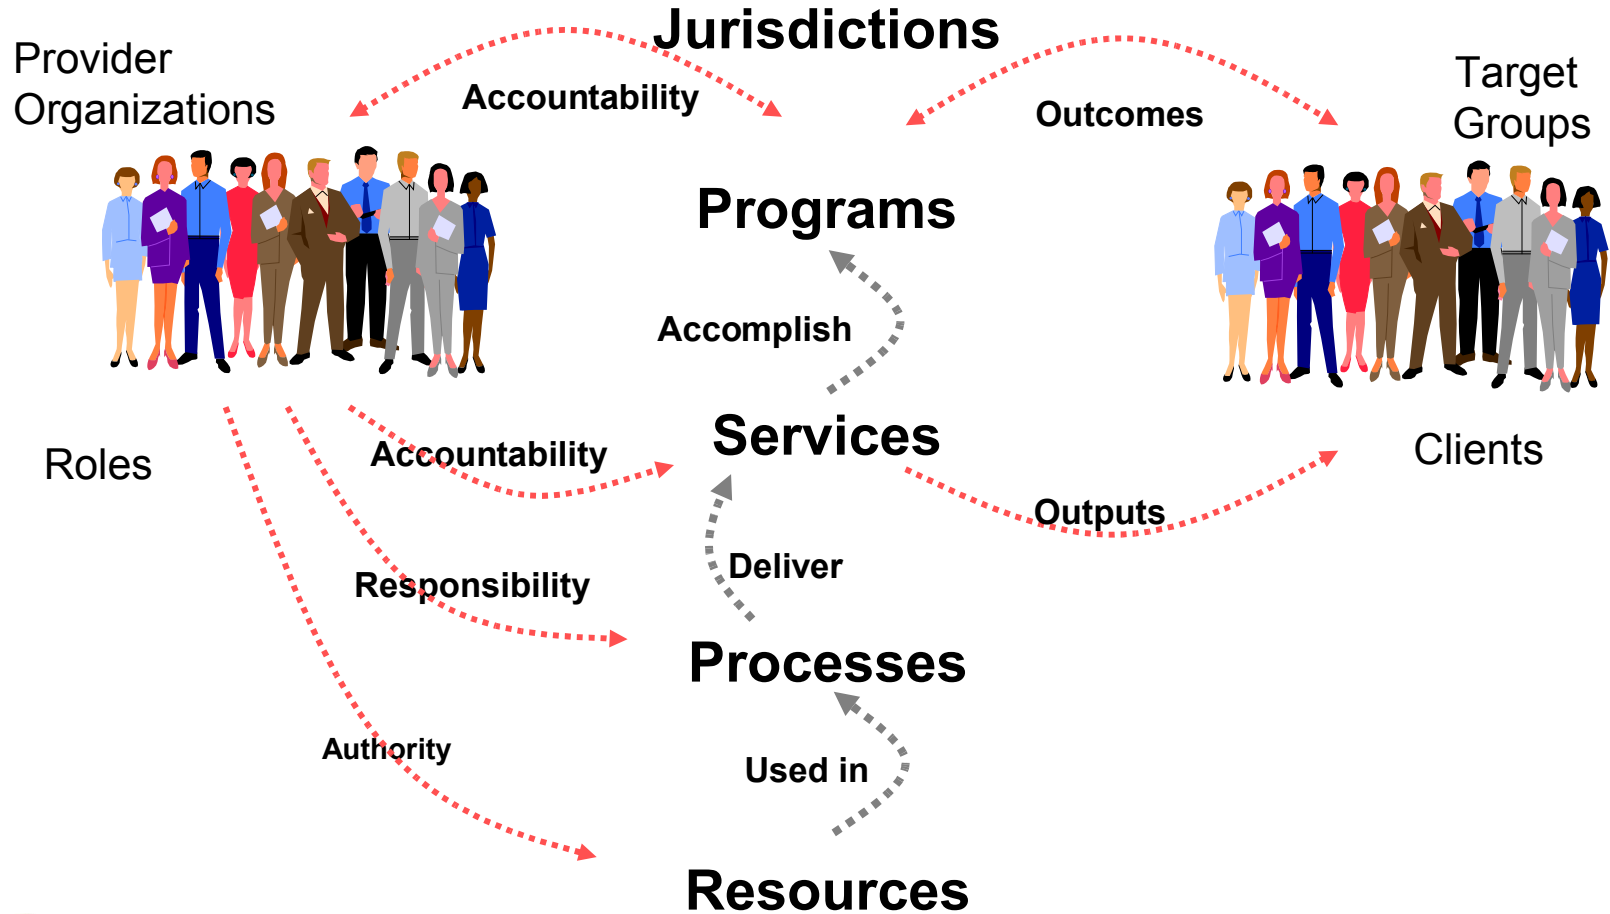 Jurisdictions
Provider
Organizations
Target
Groups
Accountability
Outcomes
Programs
Accomplish
Services
Roles
Accountability
Clients
Outputs
Deliver
Responsibility
Processes
Authority
Used in
Resources